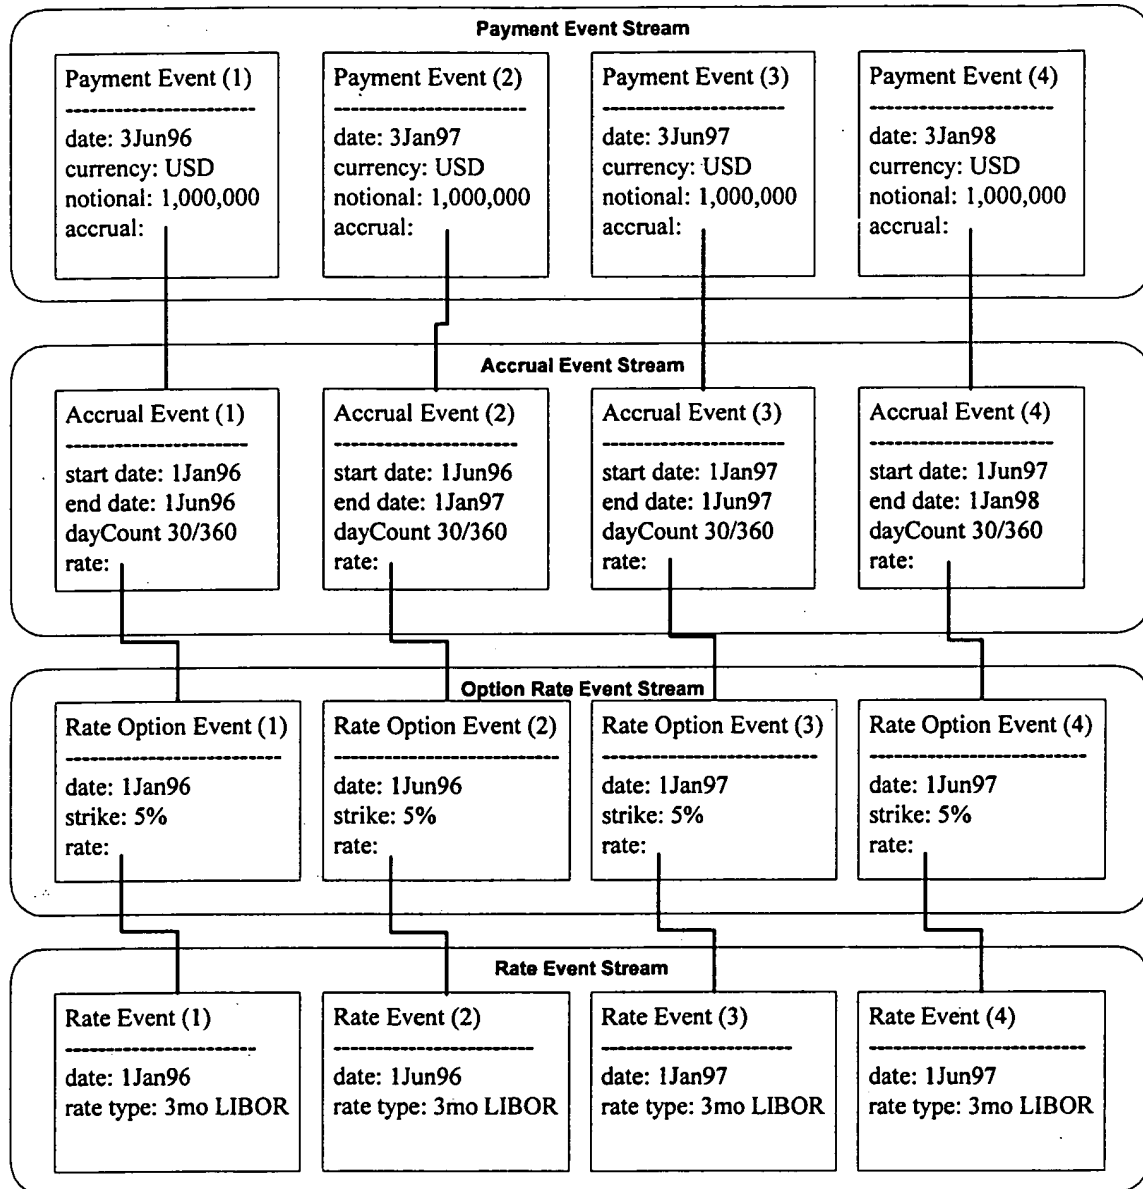 Payment Event Stream
Payment Event (1)
date: 3Jun96
currency: USD
notional: 1,000,000
accrual:
Payment Event (2)
date: 3Jan97
currency: USD
notional: 1,000,000
accrual:
Payment Event (3)
date: 3Jun97
currency: USD
notional: 1,000,000
accrual:
Payment Event (4)
date: 3Jan98
currency: USD
notional: 1,000,000
accrual:
Accrual Event Stream
Accrual Event (1)
start date: 1Jan96
end date: 1Jun96
dayCount 30/360
rate:
Accrual Event (2)
start date: 1Jun96
end date: 1Jan97
dayCount 30/360
rate:
Accrual Event (3)
start date: 1Jan97
end date: 1Jun97
dayCount 30/360
rate:
Accrual Event (4)
start date: 1Jun97
end date: 1Jan98
dayCount 30/360
rate:
Option Rate Event Stream
Rate Option Event (1)
date: 1Jan96
strike: 5%
rate:
Rate Option Event (2)
date: 1Jun96
strike: 5%
rate:
Rate Option Event (3)
date: 1Jan97
strike: 5%
rate:
Rate Option Event (4)
date: 1Jun97
strike: 5%
rate:
Rate Event Stream
Rate Event (1)
date: 1Jan96
rate type: 3mo LIBOR
Rate Event (2)
date: 1Jun96
rate type: 3mo LIBOR
Rate Event (3)
date: 1Jan97
rate type: 3mo LIBOR
Rate Event (4)
date: 1Jun97
rate type: 3mo LIBOR